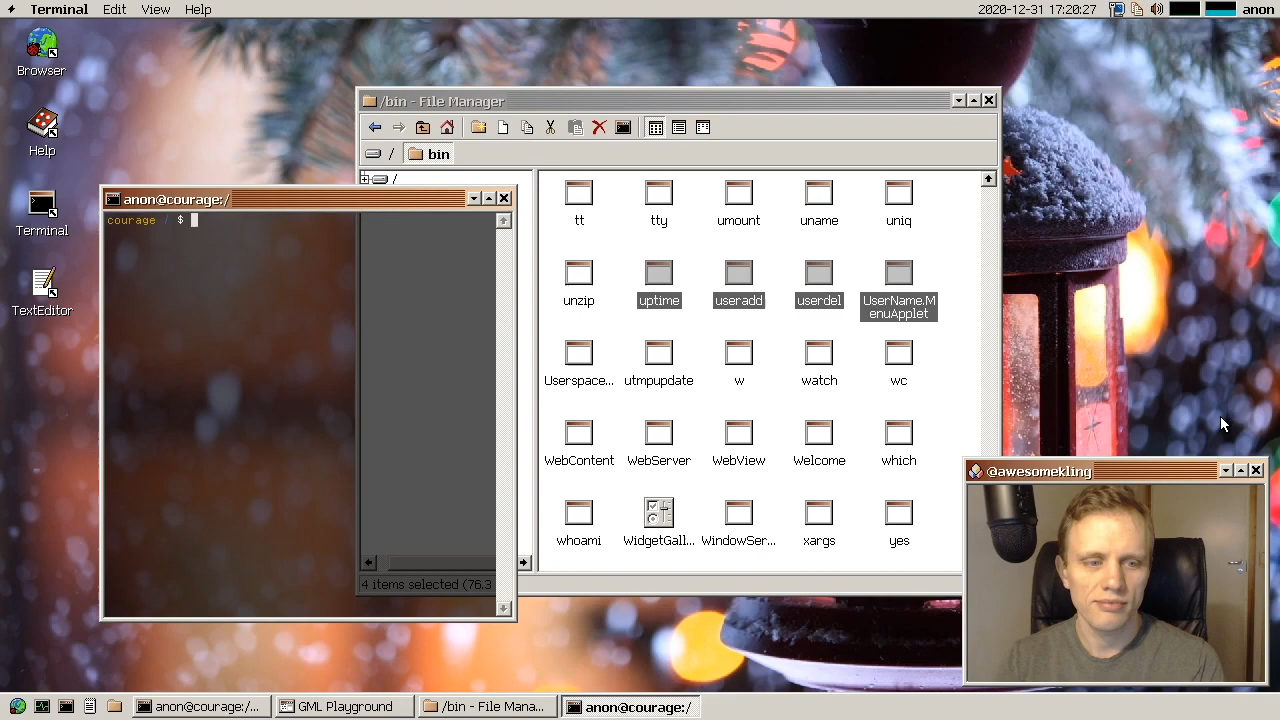 Terminal Edit View Help 2020-12-31 17:20:27 anon
Browser
Help
Terminal
TextEditor
/bin - File Manager
/ bin
/
tt tty umount uname uniq
unzip uptime useradd userdel UserName.M
enuApplet
Userspace... utmpupdate w watch wc
WebContent WebServer WebView Welcome which
whoami WidgetGall... WindowSer... xargs yes
4 items selected (76.3
anon@courage:/
courage / $
@awesomekling
anon@courage:/... GML Playground /bin - File Mana... anon@courage:/